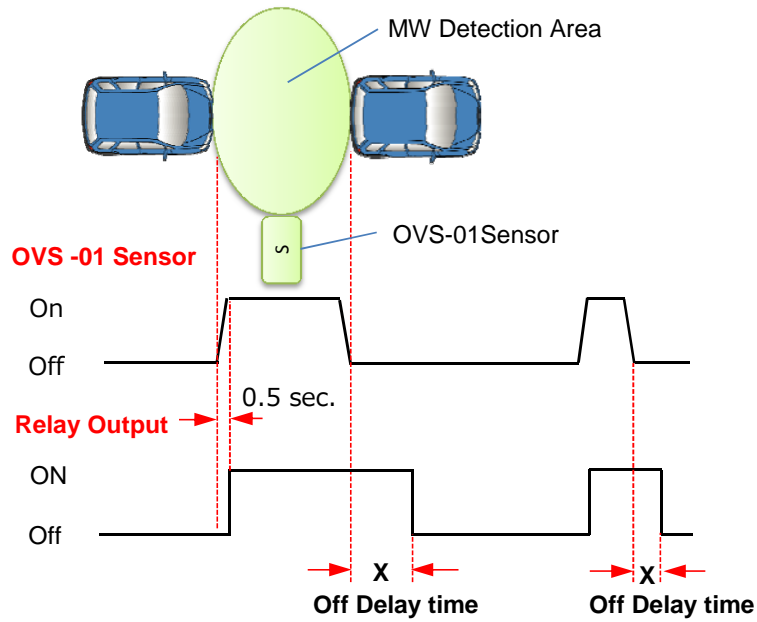 MW Detection Area
S
OVS-01Sensor
OVS -01 Sensor
On
Off
0.5 sec.
Relay Output
ON
Off
X
X
Off Delay time
Off Delay time